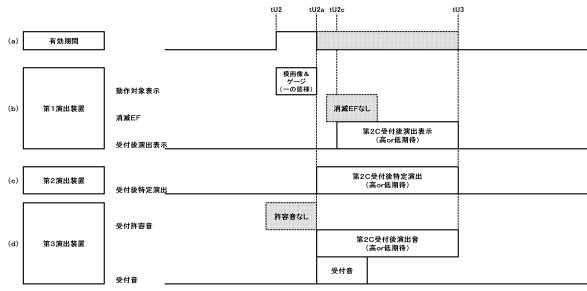 tU2 tU2a tU2c tU3
(a) 有効期間
(b) 第1演出装置
動作対象表示
操画像&
ゲージ
(一の態様)
消滅EF
消滅EFなし
受付後演出表示
第2C受付後演出表示
(高or低期待)
(c) 第2演出装置
受付後特定演出
第2C受付後特定演出
(高or低期待)
(d) 第3演出装置
受付許容音
許容音なし
第2C受付後演出音
(高or低期待)
受付音
受付音